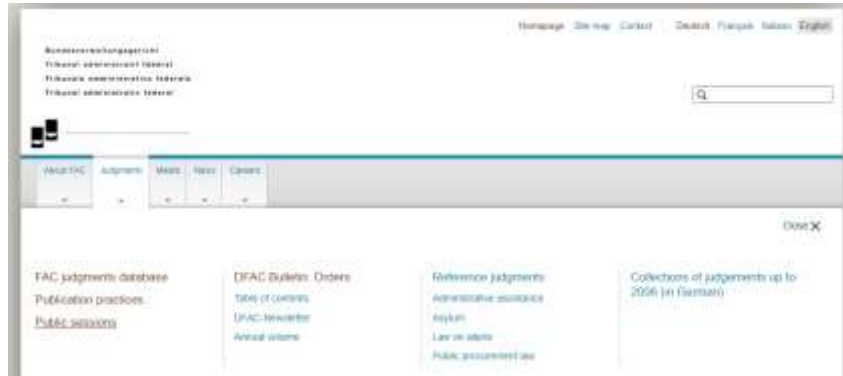 Homepage Site map Contact Deutsch Français Italiano English
Bundesverwaltungsgericht
Tribunal administratif fédéral
Tribunale amministrativo federale
Tribunal administrativ federal
About FAC Judgments Media News Careers
Close X
FAC judgments database
Publication practices
Public sessions
DFAC Bulletin: Orders
Table of contents
DFAC-Newsletter
Annual volume
Reference judgments
Administrative assistance
Asylum
Law on aliens
Public procurement law
Collections of judgements up to
2006 (in German)